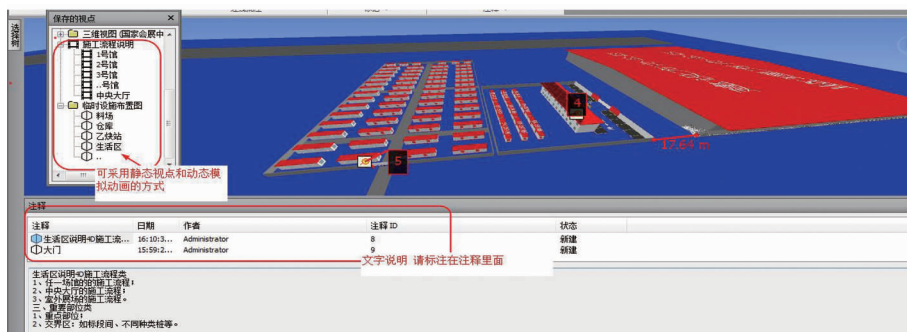 保存的视点
选择树
三维视图 (国家会展中
施工流程说明
1号馆
2号馆
3号馆
..号馆
中央大厅
临时设施布置图
料场
仓库
乙炔站
生活区
..
可采用静态视点和动态模
拟动画的方式
4
5
17.64 m
注释
注释 日期 作者 注释 ID 状态
生活区说明4D施工流... 16:10:3... Administrator 8 新建
大门 15:59:2... Administrator 9 新建
文字说明 请标注在注释里面
生活区说明4D施工流程类
1、任一场馆的的施工流程；
2、中央大厅的施工流程；
3、室外展场的施工流程。
三、重要部位类
1、重点部位；
2、交界区：如标段间、不同种类桩等。